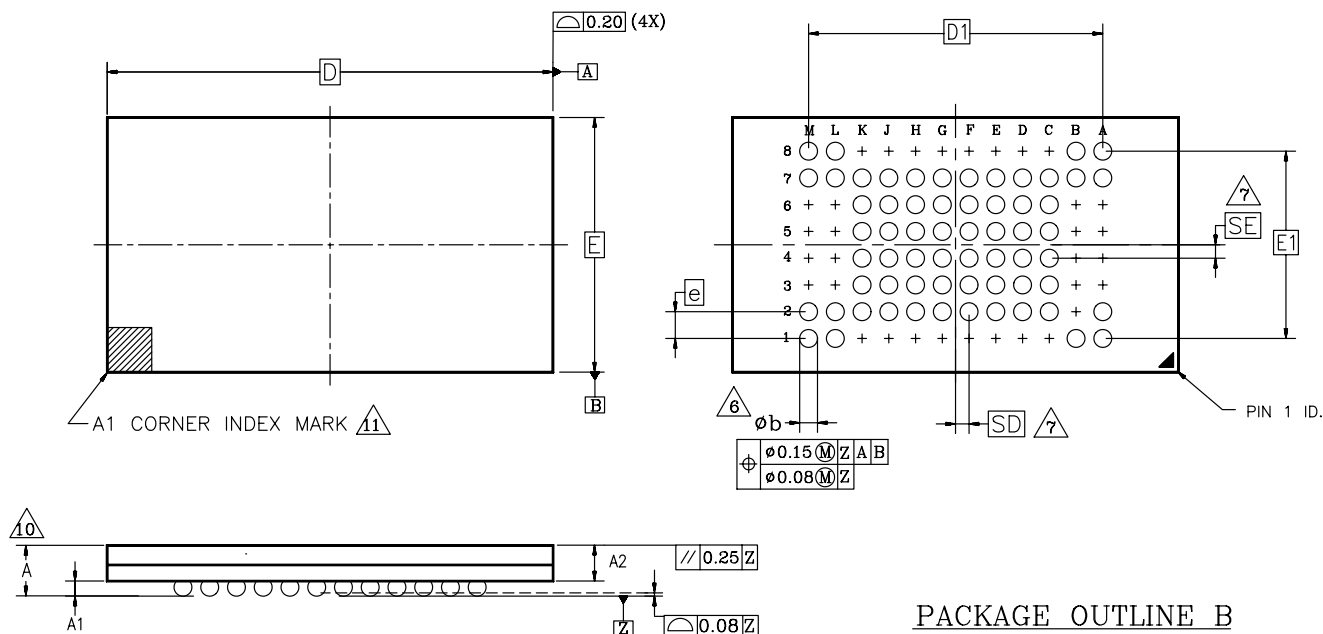 ⌓ 0.20 (4X)
D
A
D1
M L K J H G F E D C B A
8
7
6
5
4
3
2
1
E
7
SE
E1
e
B
A1 CORNER INDEX MARK 11
6
øb
SD 7
PIN 1 ID.
⌖ ø0.15 Ⓜ Z A B
ø0.08 Ⓜ Z
10
A
A2
// 0.25 Z
A1
Z
⌓ 0.08 Z
PACKAGE OUTLINE B